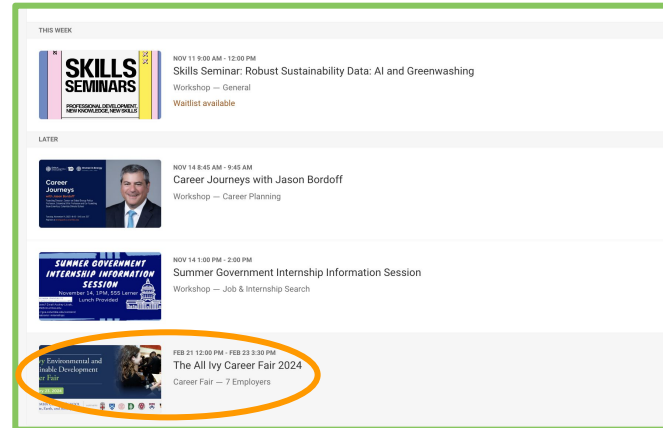 THIS WEEK
SKILLS
SEMINARS
PROFESSIONAL DEVELOPMENT,
NEW KNOWLEDGE, NEW SKILLS
NOV 11 9:00 AM - 12:00 PM
Skills Seminar: Robust Sustainability Data: AI and Greenwashing
Workshop — General
Waitlist available
LATER
Career
Journeys
with Jason Bordoff
NOV 14 8:45 AM - 9:45 AM
Career Journeys with Jason Bordoff
Workshop — Career Planning
SUMMER GOVERNMENT
INTERNSHIP INFORMATION
SESSION
November 14, 1PM, 555 Lerner
Lunch Provided
NOV 14 1:00 PM - 2:00 PM
Summer Government Internship Information Session
Workshop — Job & Internship Search
vy Environmental and
inable Development
er Fair
FEB 21 12:00 PM - FEB 23 3:30 PM
The All Ivy Career Fair 2024
Career Fair — 7 Employers